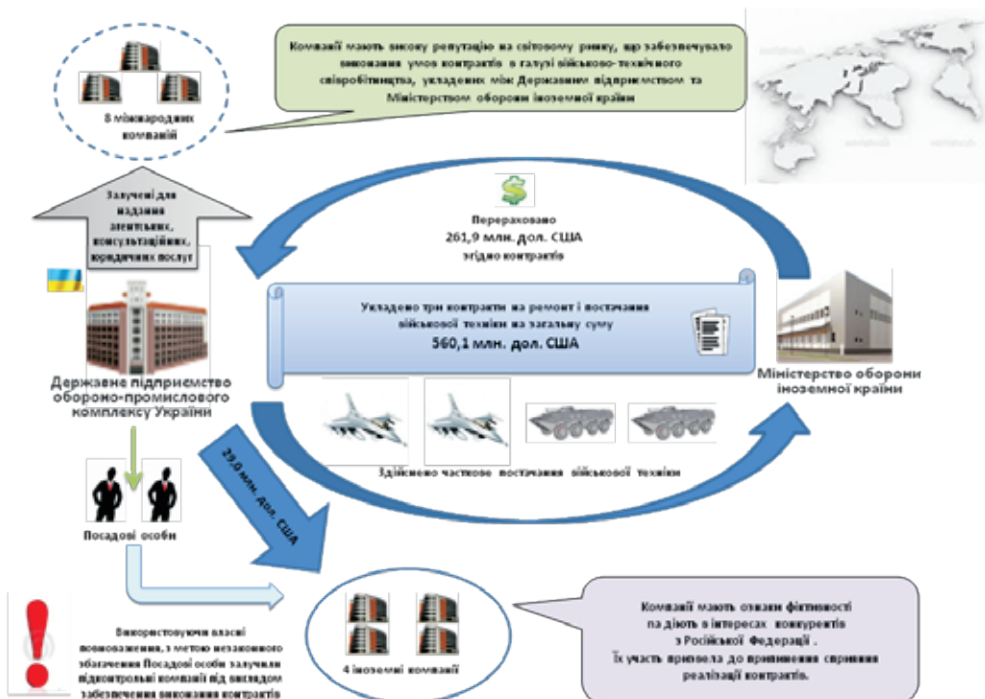 Компанії мають високу репутацію на світовому ринку, що забезпечувало
виконання умов контрактів в галузі військово-технічного
співробітництва, укладених між Державним підприємством та
Міністерством оборони іноземної країни
8 міжнародних
компаній
Залучені для
надання
агентських,
консультаційних,
юридичних послуг
Перераховано
261,9 млн. дол. США
згідно контрактів
Укладено три контракти на ремонт і постачання
військової техніки на загальну суму
560,1 млн. дол. США
Державне підприємство
обороно-промислового
комплексу України
Міністерство оборони
іноземної країни
Здійснено часткове постачання військової техніки
29,0 млн. дол. США
Посадові особи
Використовуючи власні
повноваження, з метою незаконного
збагачення Посадові особи залучили
підконтрольні компанії під виглядом
забезпечення виконання контрактів
4 іноземні компанії
Компанії мають ознаки фіктивності
па діють в інтересах конкурентів
з Російської Федерації .
Їх участь призвела до припинення сприяння
реалізації контрактів.